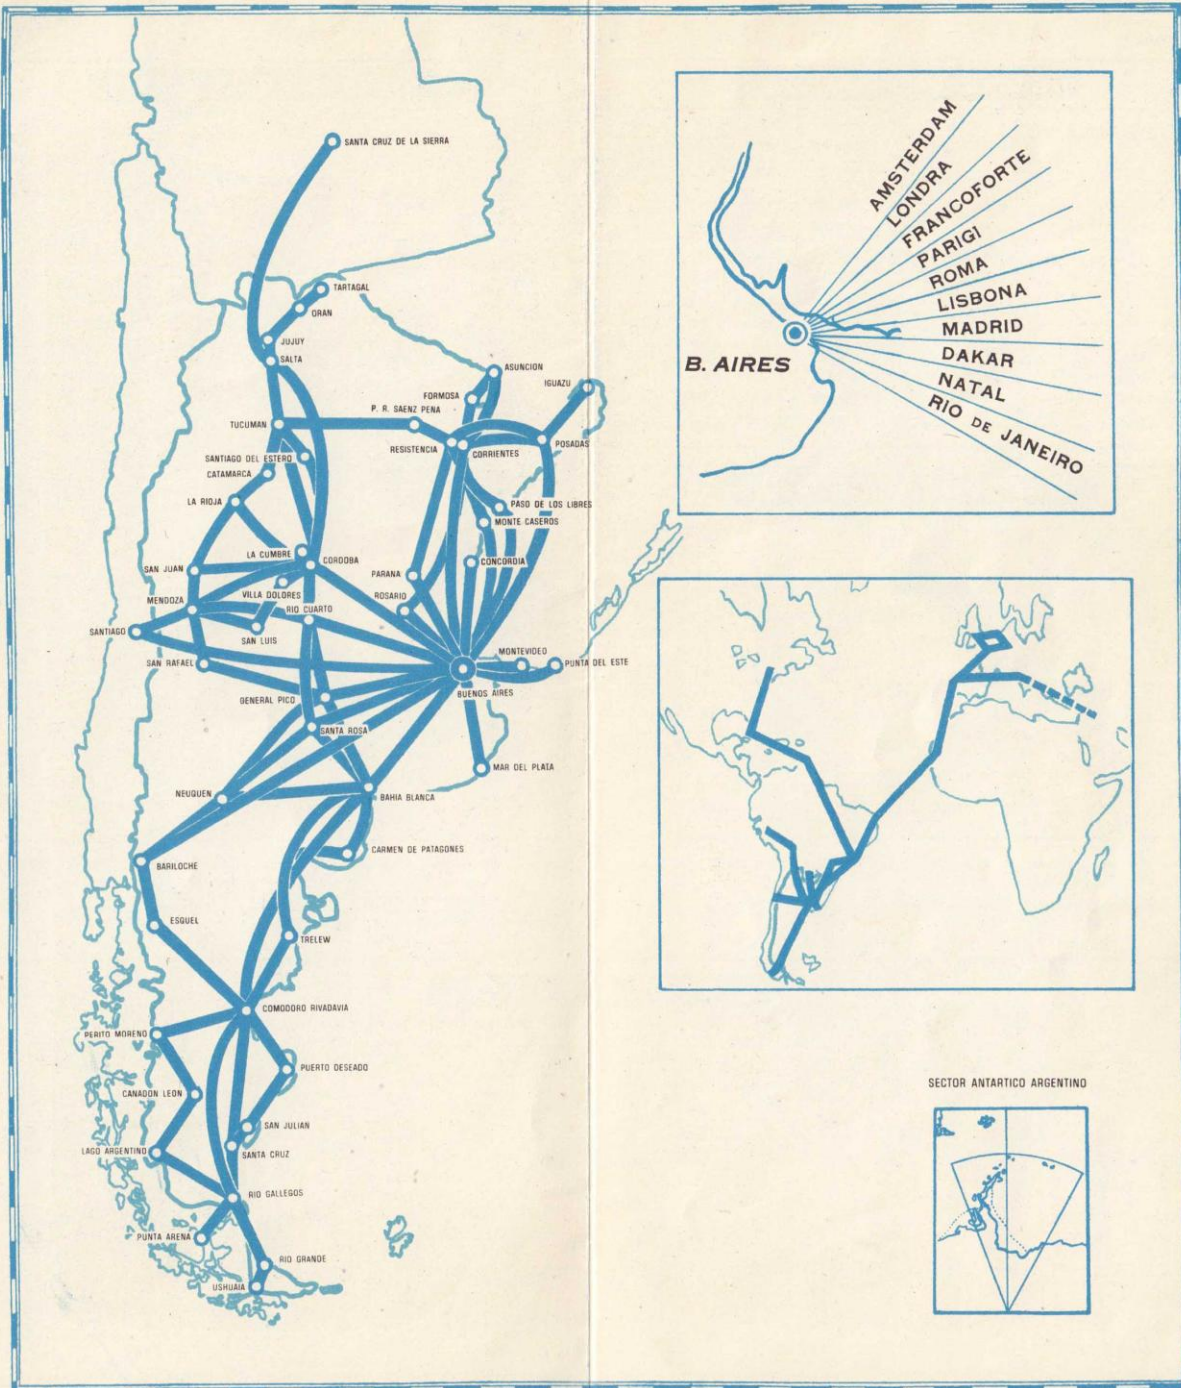 SANTA CRUZ DE LA SIERRA
TARTAGAL
ORAN
JUJUY
SALTA
ASUNCION
IGUAZU
FORMOSA
P. R. SAENZ PENA
TUCUMAN
RESISTENCIA
CORRIENTES
POSADAS
SANTIAGO DEL ESTERO
CATAMARCA
LA RIOJA
PASO DE LOS LIBRES
MONTE CASEROS
LA CUMBRE
CORDOBA
CONCORDIA
SAN JUAN
PARANA
VILLA DOLORES
MENDOZA
RIO CUARTO
ROSARIO
SANTIAGO
SAN LUIS
MONTEVIDEO
SAN RAFAEL
PUNTA DEL ESTE
GENERAL PICO
BUENOS AIRES
SANTA ROSA
MAR DEL PLATA
NEUQUEN
BAHIA BLANCA
CARMEN DE PATAGONES
BARILOCHE
ESQUEL
TRELEW
COMODORO RIVADAVIA
PERITO MORENO
PUERTO DESEADO
CANADON LEON
SAN JULIAN
LAGO ARGENTINO
SANTA CRUZ
RIO GALLEGOS
PUNTA ARENA
RIO GRANDE
USHUAIA
AMSTERDAM
LONDRA
FRANCOFORTE
PARIGI
ROMA
LISBONA
MADRID
DAKAR
NATAL
RIO DE JANEIRO
B. AIRES
SECTOR ANTARTICO ARGENTINO